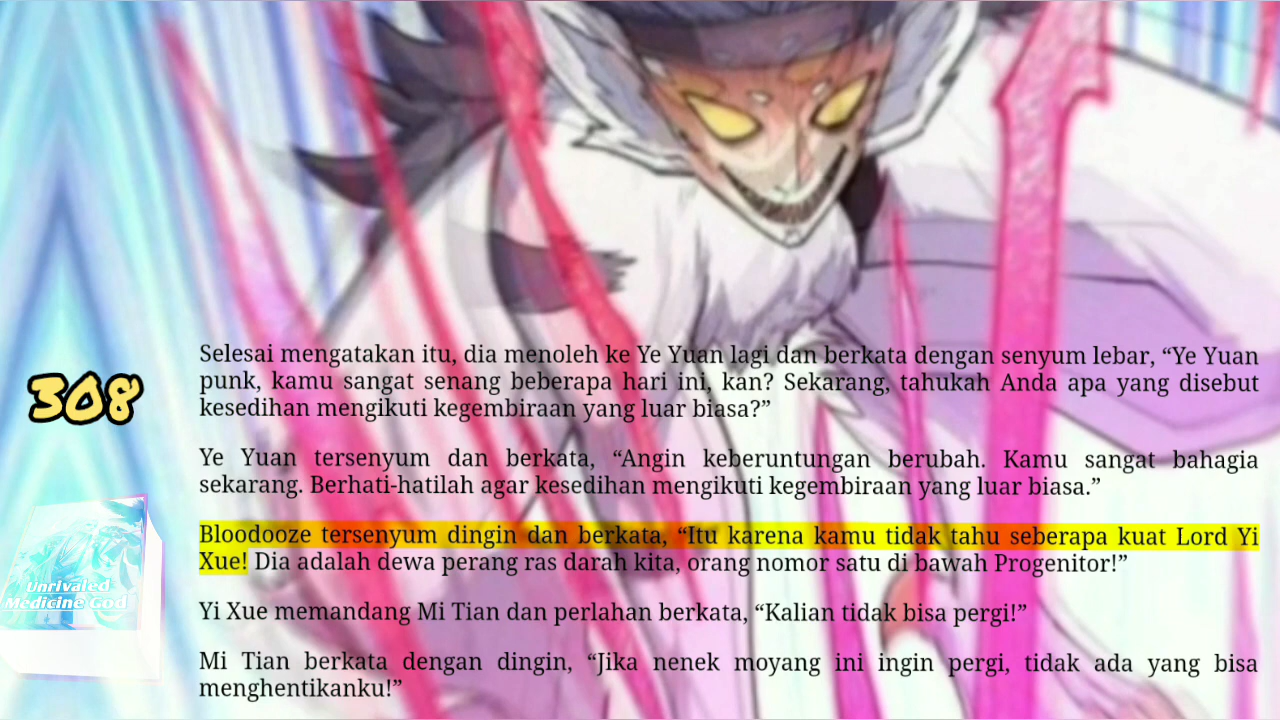 Selesai mengatakan itu, dia menoleh ke Ye Yuan lagi dan berkata dengan senyum lebar, “Ye Yuan
punk, kamu sangat senang beberapa hari ini, kan? Sekarang, tahukah Anda apa yang disebut
kesedihan mengikuti kegembiraan yang luar biasa?”
308
Ye Yuan tersenyum dan berkata, “Angin keberuntungan berubah. Kamu sangat bahagia
sekarang. Berhati-hatilah agar kesedihan mengikuti kegembiraan yang luar biasa.”
Bloodooze tersenyum dingin dan berkata, “Itu karena kamu tidak tahu seberapa kuat Lord Yi
Xue! Dia adalah dewa perang ras darah kita, orang nomor satu di bawah Progenitor!”
Unrivaled
Medicine God
Yi Xue memandang Mi Tian dan perlahan berkata, “Kalian tidak bisa pergi!”
Mi Tian berkata dengan dingin, “Jika nenek moyang ini ingin pergi, tidak ada yang bisa
menghentikanku!”